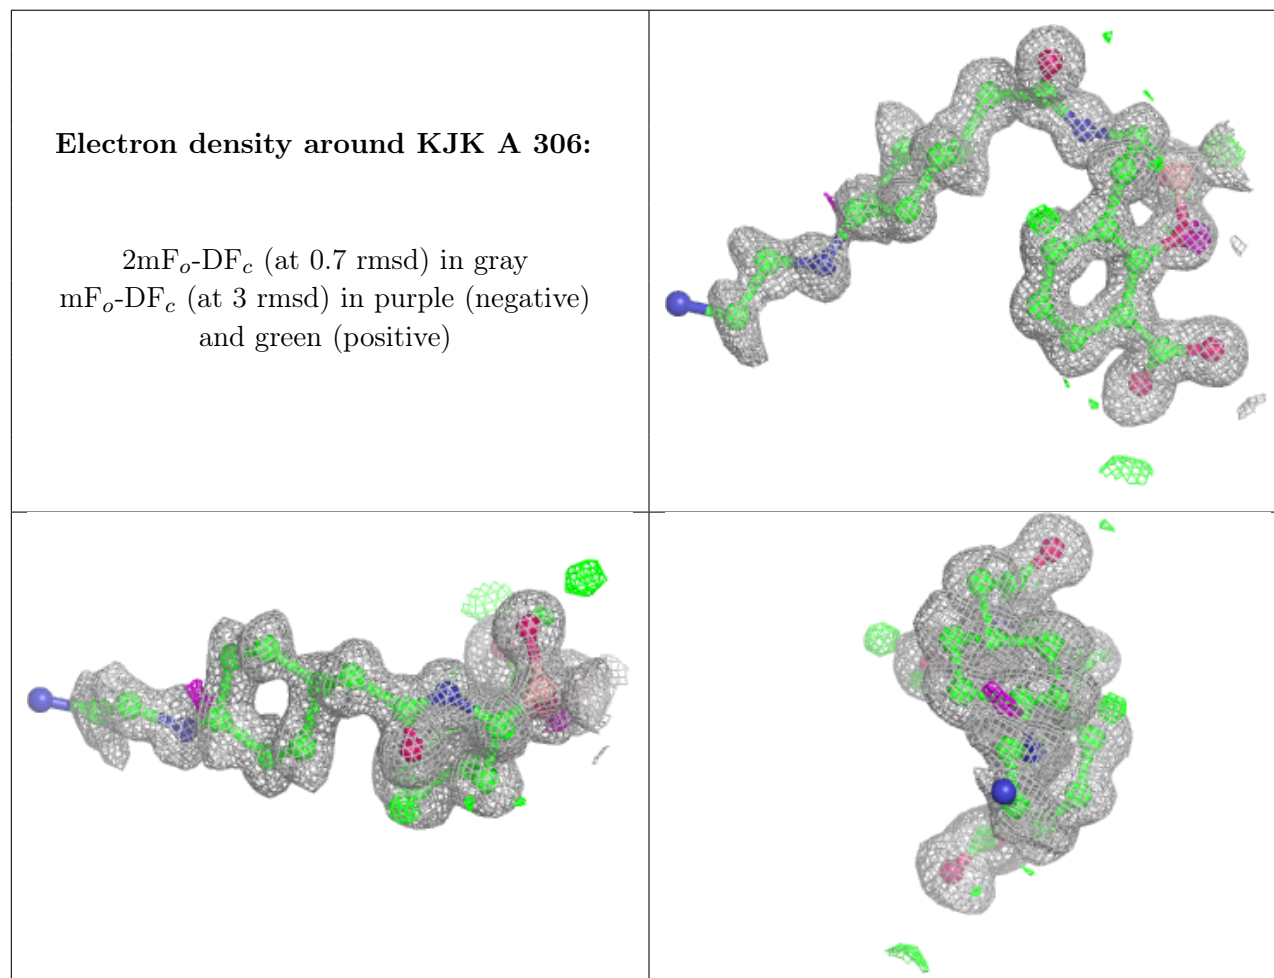 Electron density around KJK A 306:
2mFo-DFc (at 0.7 rmsd) in gray
mFo-DFc (at 3 rmsd) in purple (negative)
and green (positive)